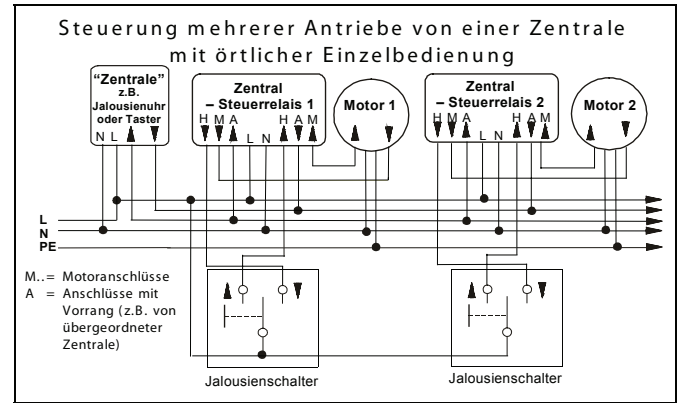 Steuerung mehrerer Antriebe von einer Zentrale
mit örtlicher Einzelbedienung
“Zentrale”
z.B.
Jalousienuhr
oder Taster
N L
Zentral
– Steuerrelais 1
H M A
L N
H A M
Motor 1
Zentral
– Steuerrelais 2
H M A
L N
H A M
Motor 2
L
N
PE
M..= Motoranschlüsse
A = Anschlüsse mit
Vorrang (z.B. von
übergeordneter
Zentrale)
Jalousienschalter
Jalousienschalter